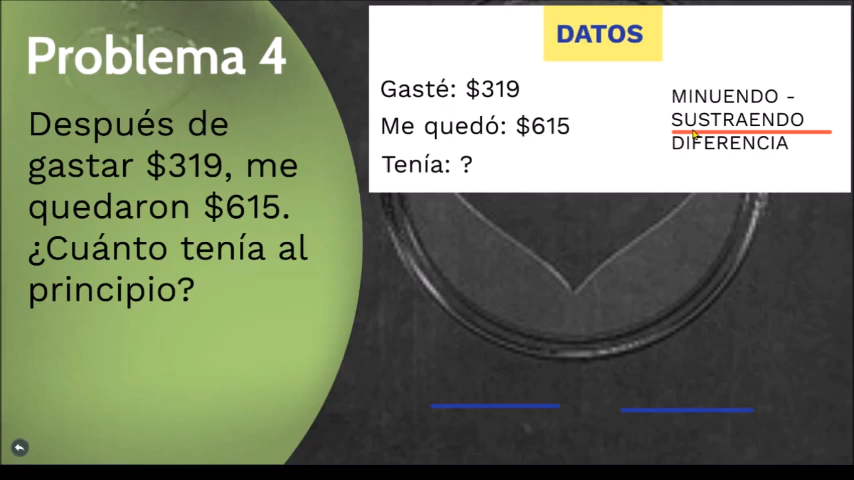 Problema 4
Después de
gastar $319, me
quedaron $615.
¿Cuánto tenía al
principio?
DATOS
Gasté: $319
Me quedó: $615
Tenía: ?
MINUENDO -
SUSTRAENDO
DIFERENCIA